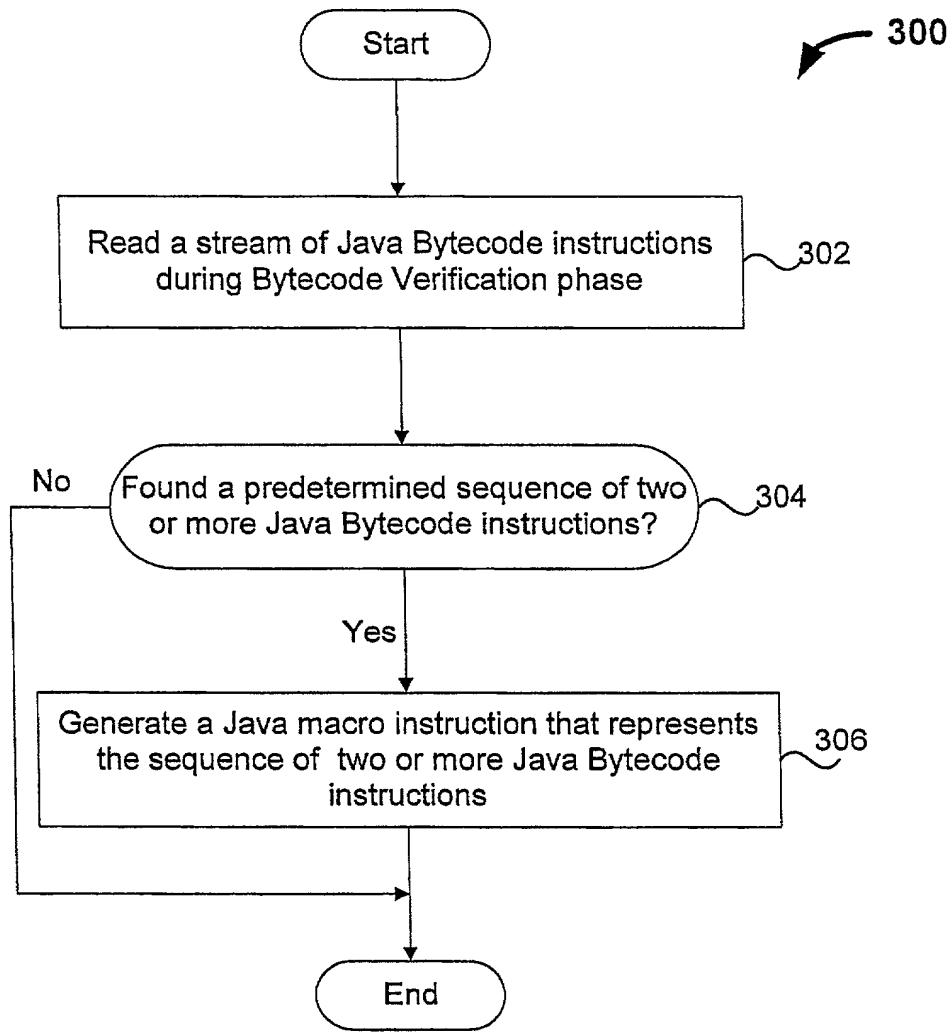 Start
300
Read a stream of Java Bytecode instructions
during Bytecode Verification phase
302
No
Found a predetermined sequence of two
or more Java Bytecode instructions?
304
Yes
Generate a Java macro instruction that represents
the sequence of two or more Java Bytecode
instructions
306
End